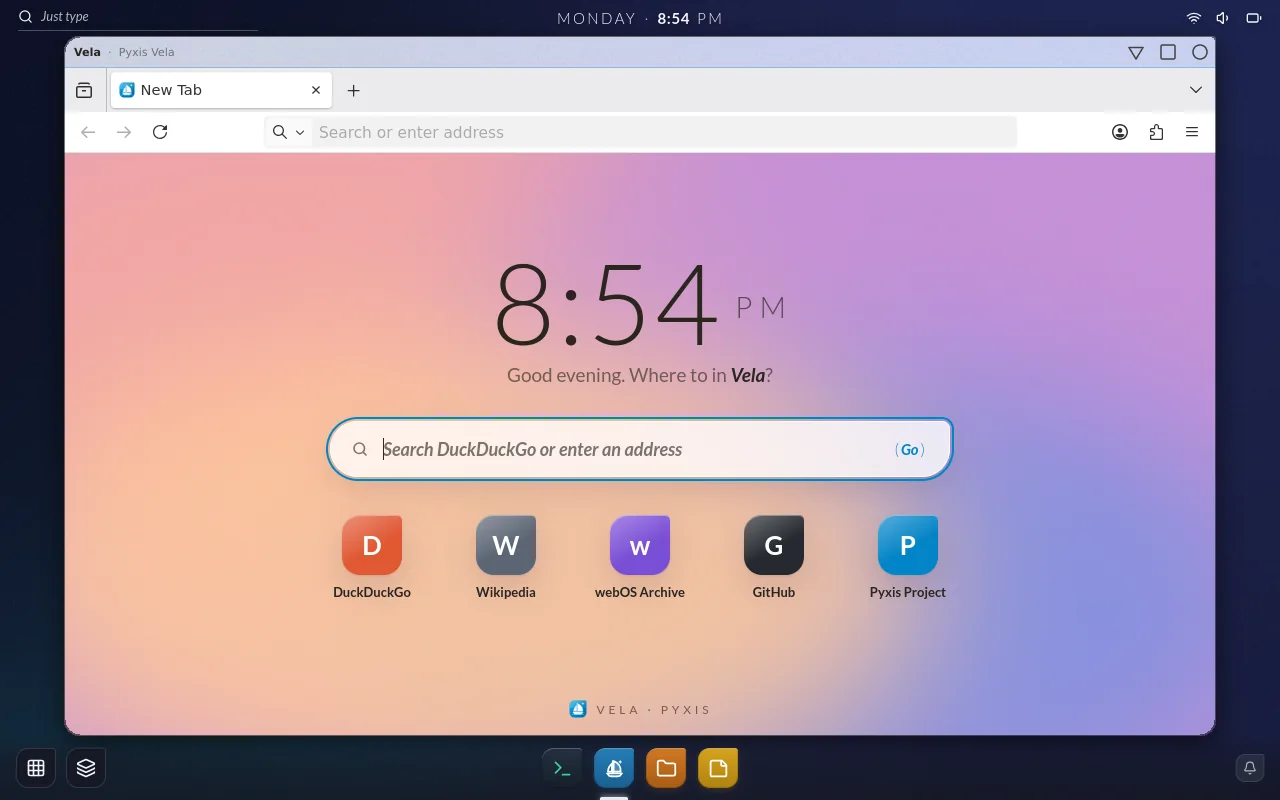 Just type
MONDAY · 8:54 PM
Vela · Pyxis Vela
New Tab
Search or enter address
8:54 PM
Good evening. Where to in Vela?
Search DuckDuckGo or enter an address
(Go)
D W w G P
DuckDuckGo Wikipedia webOS Archive GitHub Pyxis Project
VELA · PYXIS